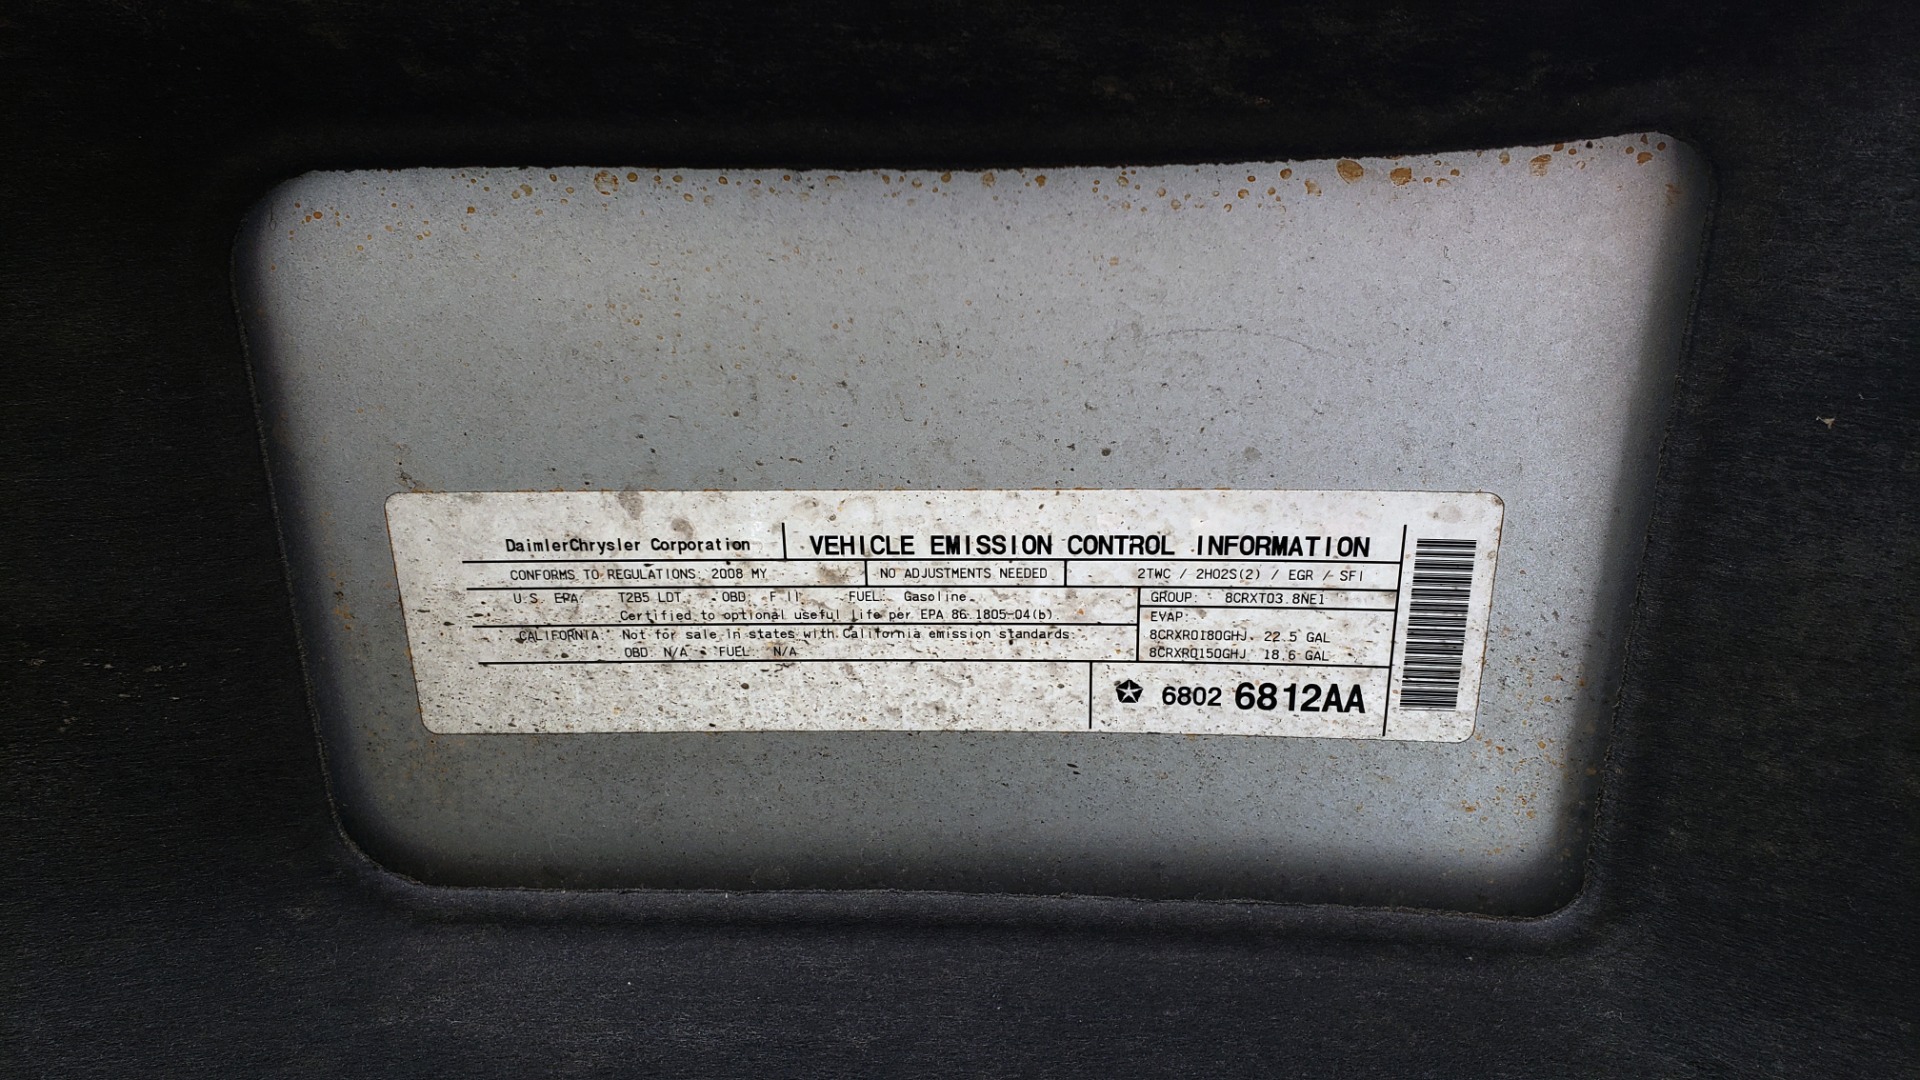 DaimlerChrysler Corporation
VEHICLE EMISSION CONTROL INFORMATION
CONFORMS TO REGULATIONS: 2008 MY
NO ADJUSTMENTS NEEDED
2TWC / 2HO2S(2) / EGR / SFI
U.S. EPA: T2B5 LDT OBD: F II FUEL: Gasoline
Certified to optional useful life per EPA 86.1805-04(b)
CALIFORNIA: Not for sale in states with California emission standards
OBD: N/A FUEL: N/A
GROUP: 8CRXT03.8NE1
EVAP:
8CRXR0180GHJ 22.5 GAL
8CRXR0150GHJ 18.6 GAL
6802 6812AA